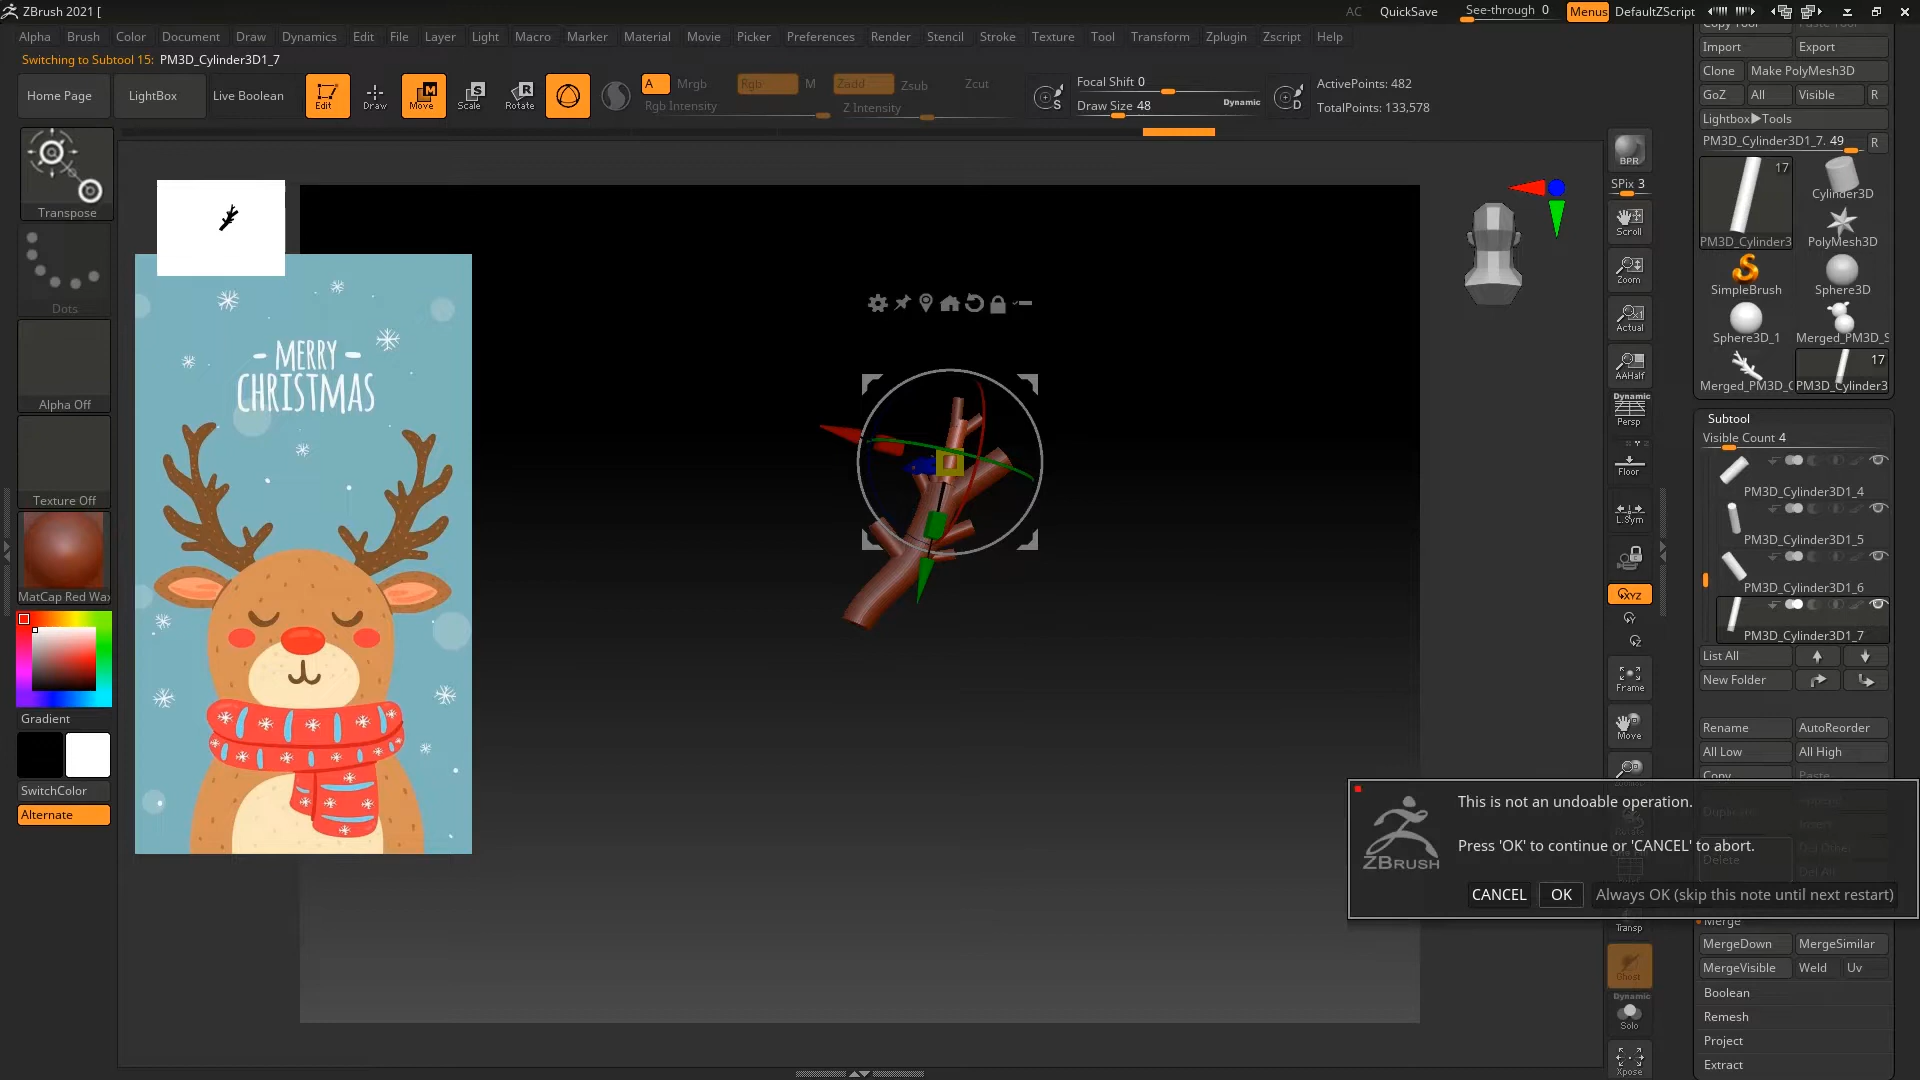 ZBrush 2021 [
AC
QuickSave
See-through 0
Menus
DefaultZScript
Alpha Brush Color Document Draw Dynamics Edit File Layer Light Macro Marker Material Movie Picker Preferences Render Stencil Stroke Texture Tool Transform Zplugin Zscript Help
Switching to Subtool 15: PM3D_Cylinder3D1_7
Home Page
LightBox
Live Boolean
Edit
Draw
Move
Scale
Rotate
A
Mrgb
Rgb
M
Zadd
Zsub
Zcut
Rgb Intensity
Z Intensity
Focal Shift 0
Draw Size 48
Dynamic
ActivePoints: 482
TotalPoints: 133,578
Transpose
Dots
Alpha Off
Texture Off
MatCap Red Wax
Gradient
SwitchColor
Alternate
MERRY
CHRISTMAS
BPR
SPix 3
Scroll
Zoom
Actual
AAHalf
Dynamic
Persp
Floor
L.Sym
XYZ
Frame
Move
Transp
Ghost
Dynamic
Solo
Xpose
Import
Export
Clone
Make PolyMesh3D
GoZ
All
Visible
R
Lightbox▶Tools
PM3D_Cylinder3D1_7. 49
R
17
PM3D_Cylinder3
Cylinder3D
PolyMesh3D
SimpleBrush
Sphere3D
Sphere3D_1
Merged_PM3D_S
Merged_PM3D_C
17
PM3D_Cylinder3
Subtool
Visible Count 4
PM3D_Cylinder3D1_4
PM3D_Cylinder3D1_5
PM3D_Cylinder3D1_6
PM3D_Cylinder3D1_7
List All
New Folder
Rename
AutoReorder
All Low
All High
Copy
Paste
This is not an undoable operation.
Press 'OK' to continue or 'CANCEL' to abort.
ZBRUSH
CANCEL
OK
Always OK (skip this note until next restart)
Delete
Merge
MergeDown
MergeSimilar
MergeVisible
Weld
Uv
Boolean
Remesh
Project
Extract